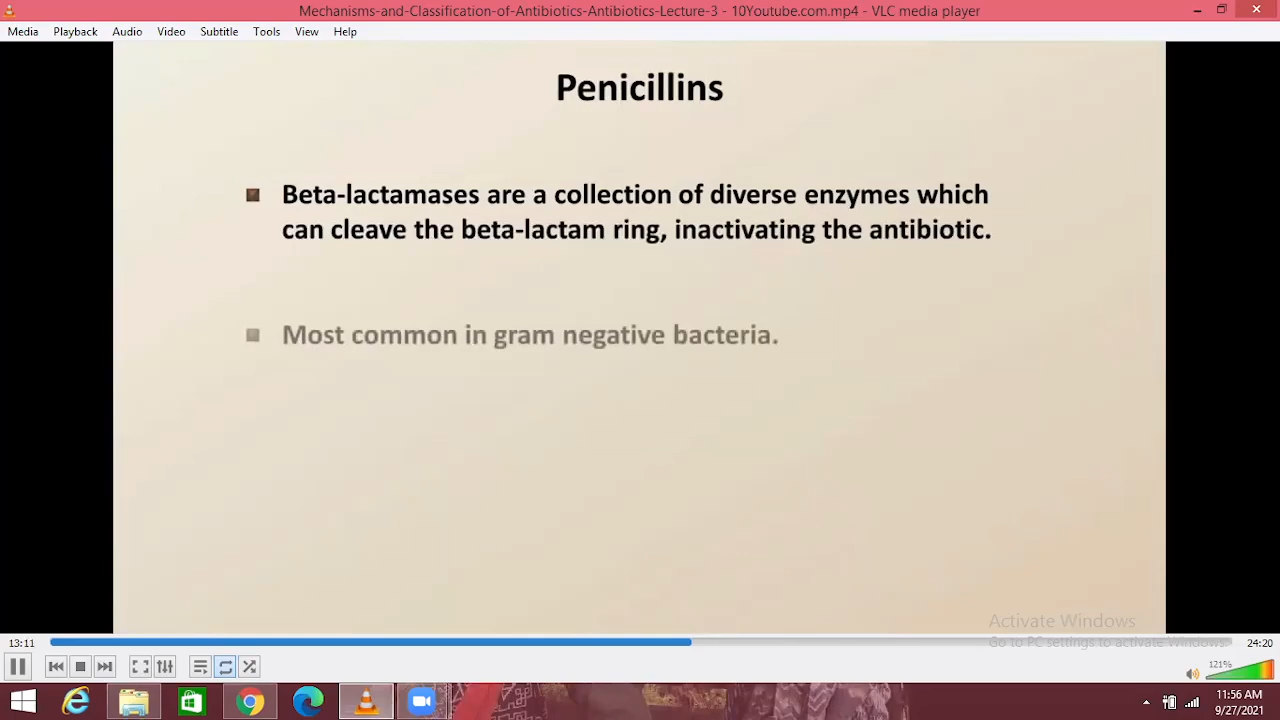 Mechanisms-and-Classification-of-Antibiotics-Antibiotics-Lecture-3 - 10Youtube.com.mp4 - VLC media player
Media Playback Audio Video Subtitle Tools View Help
Penicillins
Beta-lactamases are a collection of diverse enzymes which
can cleave the beta-lactam ring, inactivating the antibiotic.
Most common in gram negative bacteria.
Activate Windows
Go to PC settings to activate Windows.
13:11
24:20
121%
11:56 AM
9/27/2021